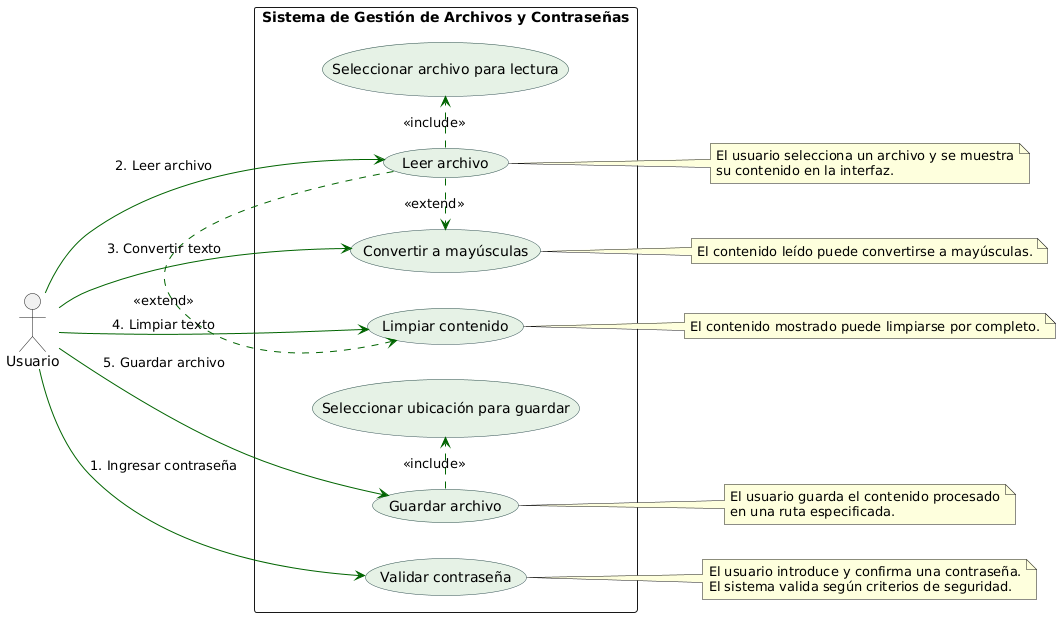 Sistema de Gestión de Archivos y Contraseñas
Seleccionar archivo para lectura
«include»
2. Leer archivo
Leer archivo
El usuario selecciona un archivo y se muestra
su contenido en la interfaz.
«extend»
3. Convertir texto
Convertir a mayúsculas
El contenido leído puede convertirse a mayúsculas.
«extend»
4. Limpiar texto
Limpiar contenido
El contenido mostrado puede limpiarse por completo.
Usuario
5. Guardar archivo
Seleccionar ubicación para guardar
«include»
1. Ingresar contraseña
Guardar archivo
El usuario guarda el contenido procesado
en una ruta especificada.
Validar contraseña
El usuario introduce y confirma una contraseña.
El sistema valida según criterios de seguridad.